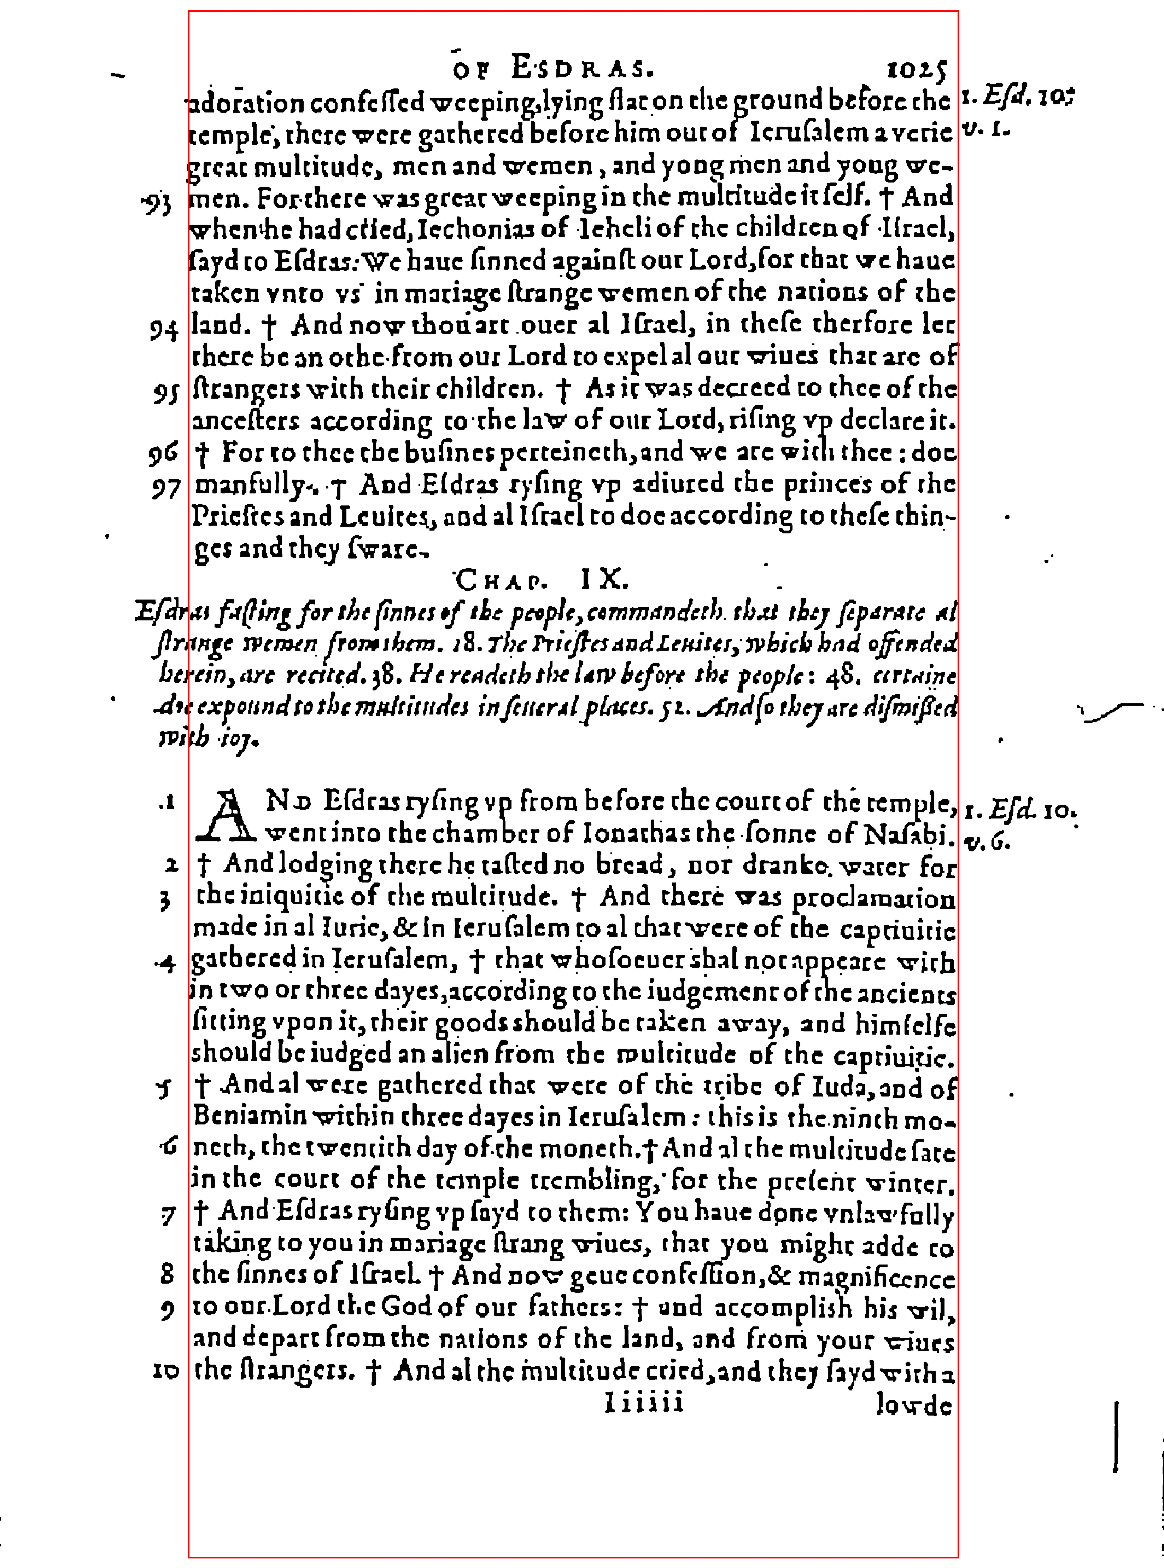 OF ESDRAS. 1025
adoration confeſſed weeping, lying flat on the ground before the 1. Eſd. 10.
temple, there were gathered before him out of Ieruſalem a verie v. 1.
great multitude, men and wemen, and yong men and yong we-
93 men. For there was great weeping in the multitude it ſelf. † And
when he had cried, Iechonias of Ieheli of the children of Iſrael,
ſayd to Eſdras: We haue ſinned againſt our Lord, for that we haue
taken vnto vs in mariage ſtrange wemen of the nations of the
94 land. † And now thou art ouer al Iſrael, in theſe therfore let
there be an othe from our Lord to expel al our wiues that are of
95 ſtrangers with their children. † As it was decreed to thee of the
anceſters according to the law of our Lord, riſing vp declare it.
96 † For to thee the buſines perteineth, and we are with thee: doe
97 manfully. † And Eſdras ryſing vp adiured the princes of the
Prieſtes and Leuites, and al Iſrael to doe according to theſe thin-
ges and they ſware.
CHAP. IX.
Eſdras faſting for the ſinnes of the people, commandeth that they ſeparate al
ſtrange wemen from them. 18. The Prieſtes and Leuites, which had offended
herein, are recited. 38. He readeth the law before the people: 48. certaine
doe expound to the multitudes in ſeueral places. 52. And ſo they are diſmiſſed
with ioy.
1 AND Eſdras ryſing vp from before the court of the temple, 1. Eſd. 10.
went into the chamber of Ionathas the ſonne of Naſabi. v. 6.
2 † And lodging there he taſted no bread, nor dranke water for
3 the iniquitie of the multitude. † And there was proclamation
made in al Iurie, & in Ieruſalem to al that were of the captiuitie
4 gathered in Ieruſalem, † that whoſoeuer shal not appeare with
in two or three dayes, according to the iudgement of the ancients
ſitting vpon it, their goods should be taken away, and himſelfe
should be iudged an alien from the multitude of the captiuitie.
5 † And al were gathered that were of the tribe of Iuda, and of
Beniamin within three dayes in Ieruſalem: this is the ninth mo-
6 neth, the twentith day of the moneth. † And al the multitude ſate
in the court of the temple trembling, for the preſent winter.
7 † And Eſdras ryſing vp ſayd to them: You haue done vnlawfully
taking to you in mariage ſtrang wiues, that you might adde to
8 the ſinnes of Iſrael. † And now geue confeſſion, & magnificence
9 to our Lord the God of our fathers: † and accomplish his wil,
and depart from the nations of the land, and from your wiues
10 the ſtrangers. † And al the multitude cried, and they ſayd with a
Iiiiii lowde